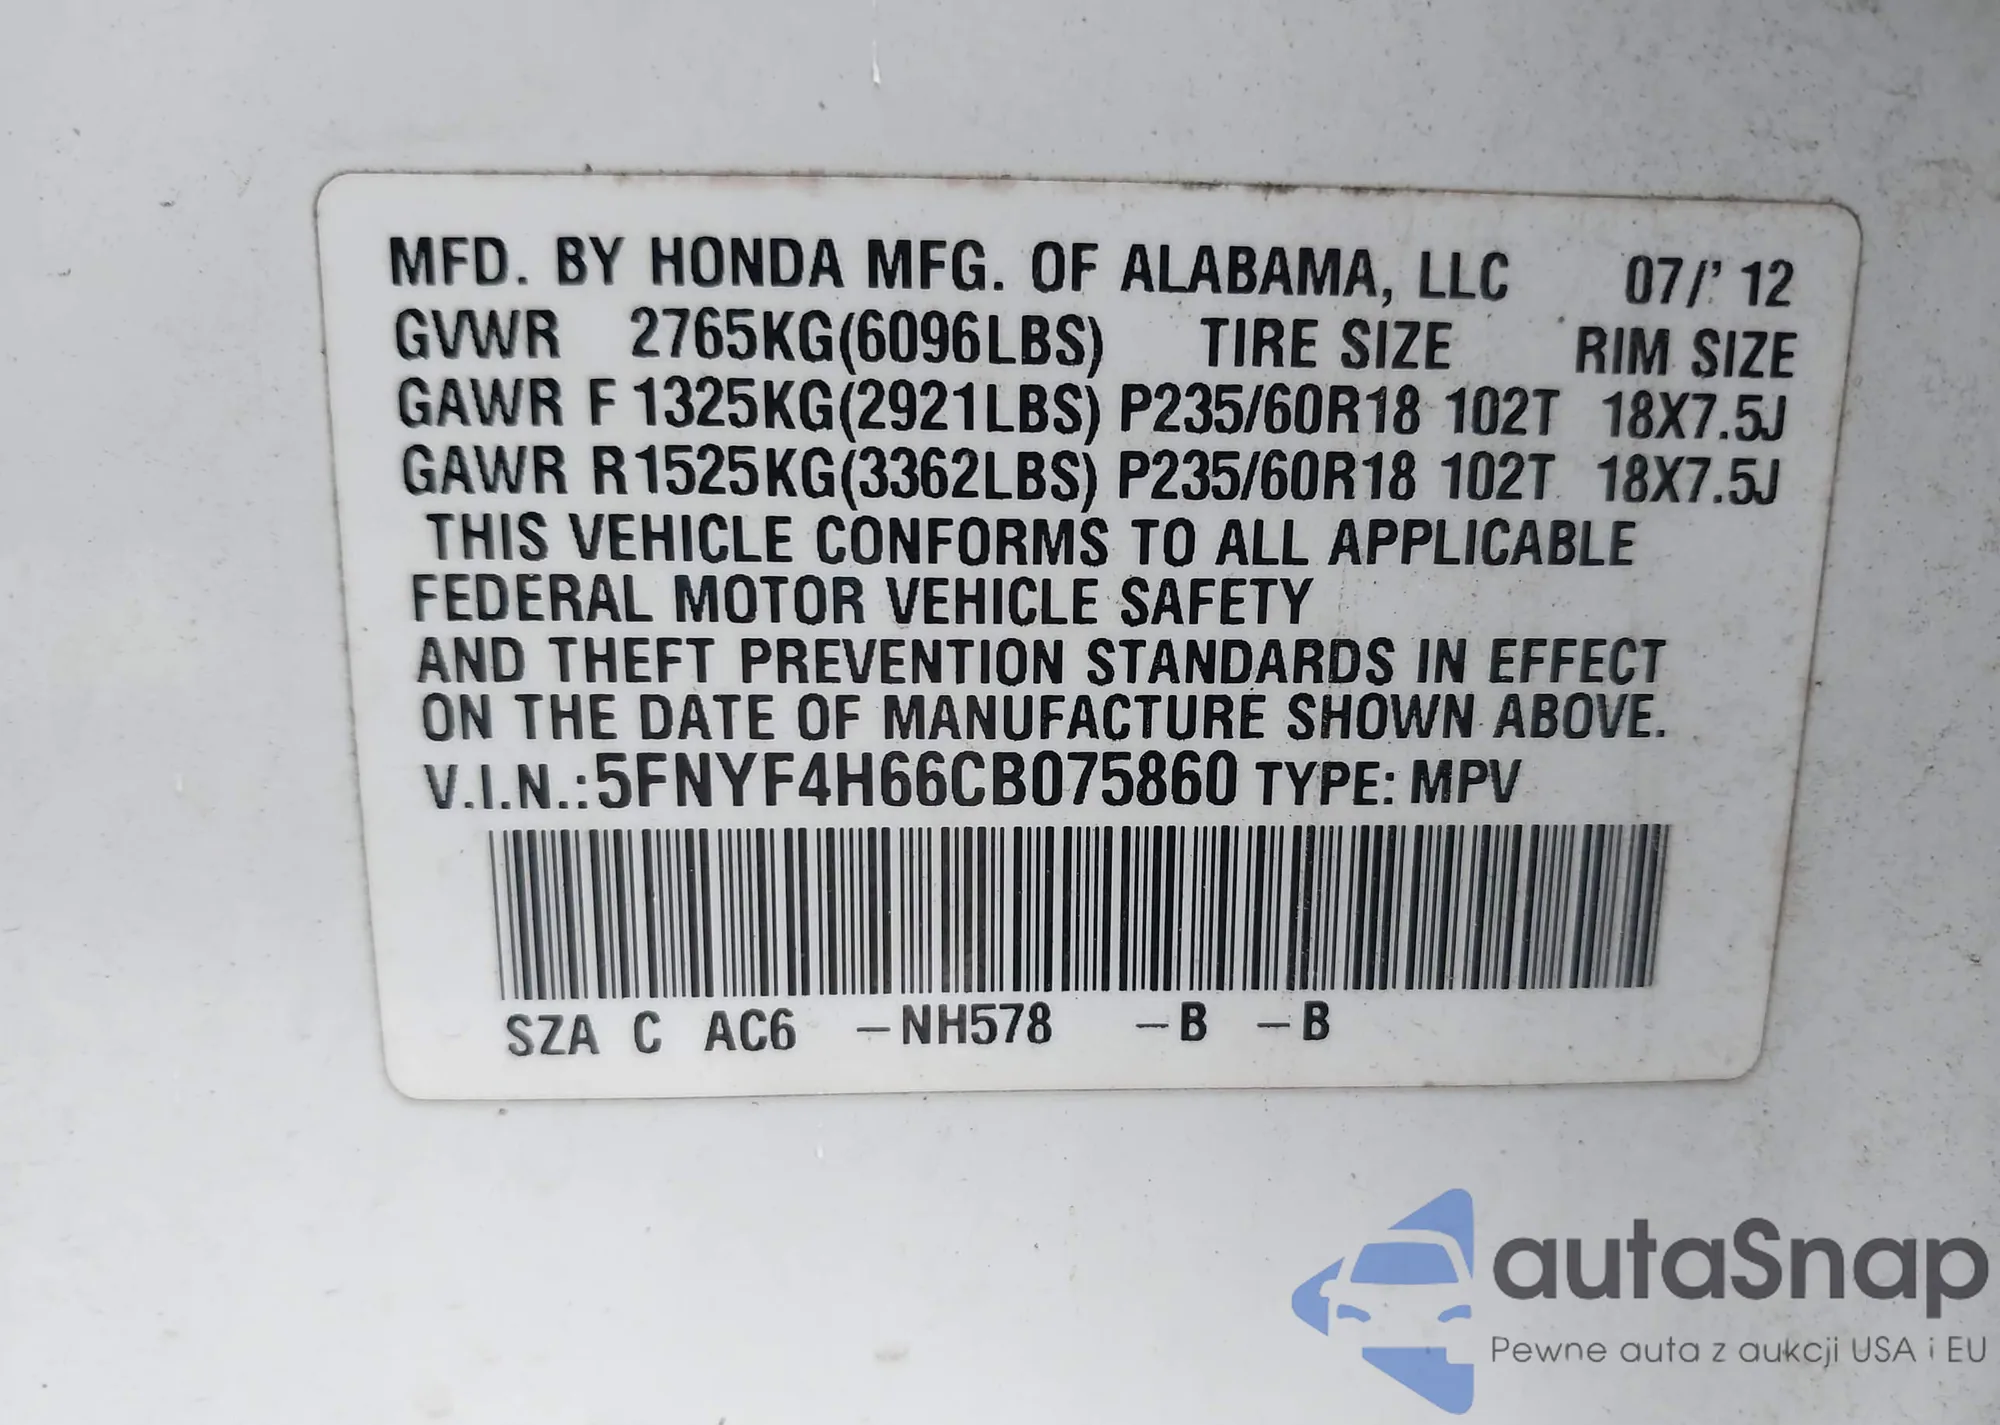 MFD. BY HONDA MFG. OF ALABAMA, LLC 07/' 12
GVWR 2765KG(6096LBS) TIRE SIZE RIM SIZE
GAWR F 1325KG(2921LBS) P235/60R18 102T 18X7.5J
GAWR R1525KG(3362LBS) P235/60R18 102T 18X7.5J
THIS VEHICLE CONFORMS TO ALL APPLICABLE
FEDERAL MOTOR VEHICLE SAFETY
AND THEFT PREVENTION STANDARDS IN EFFECT
ON THE DATE OF MANUFACTURE SHOWN ABOVE.
V.I.N.:5FNYF4H66CB075860 TYPE: MPV
SZA C AC6 –NH578 –B –B
autaSnap
Pewne auta z aukcji USA i EU